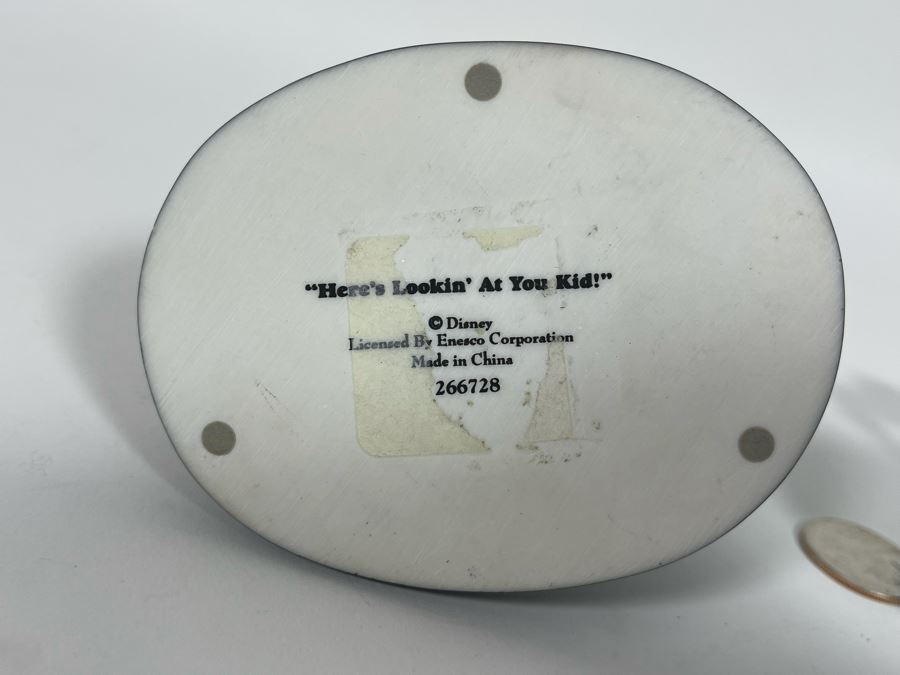 “Here's Lookin' At You Kid!”
© Disney
Licensed By Enesco Corporation
Made in China
266728